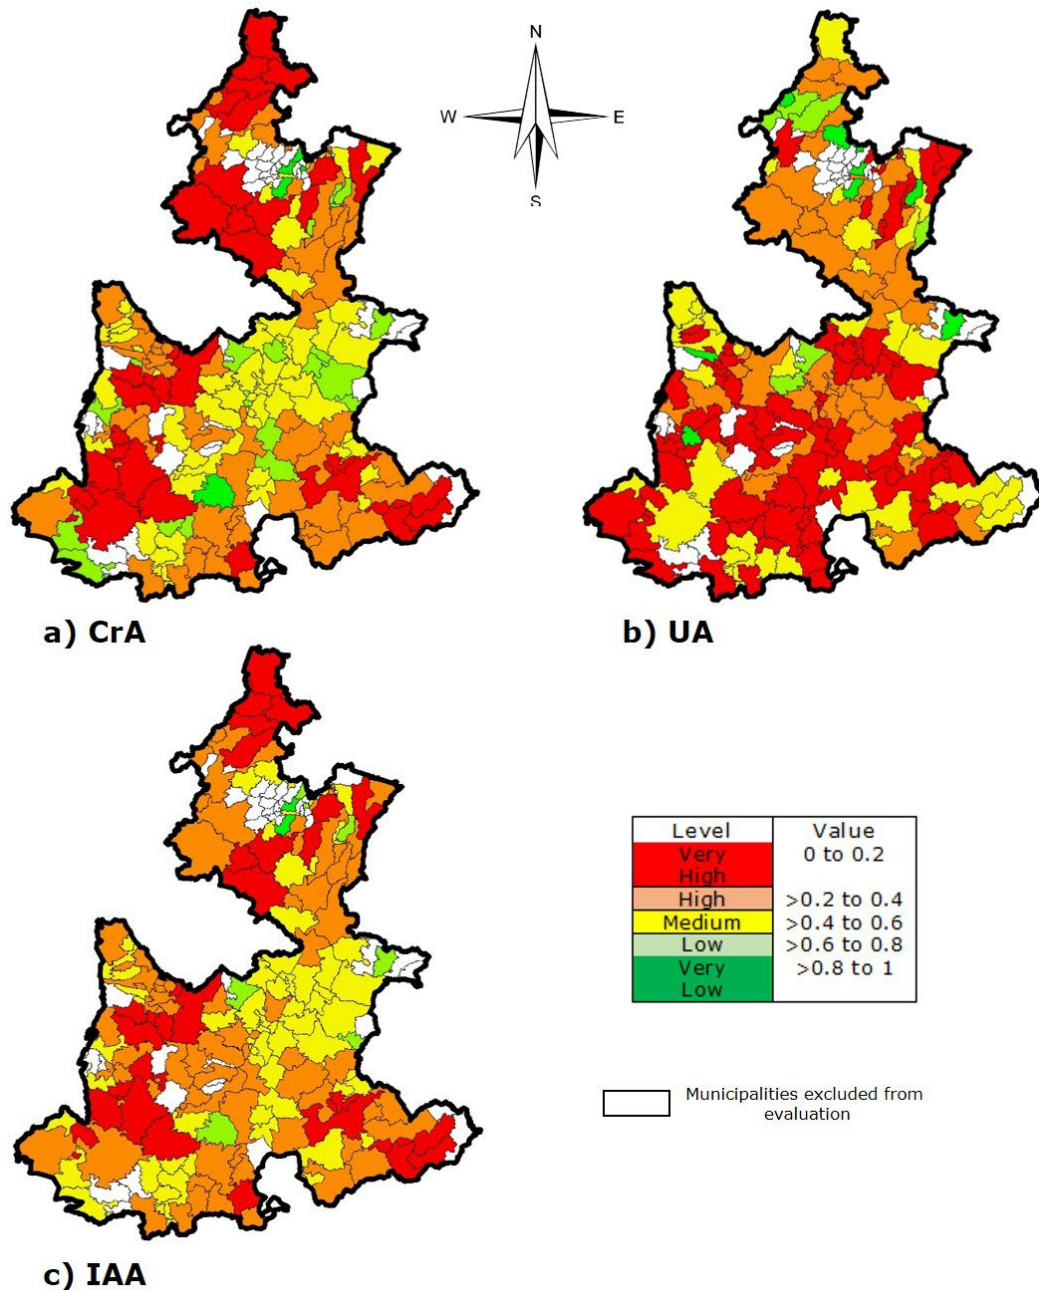 N
W E
S
a) CrA
b) UA
Level Value
Very 0 to 0.2
High
High >0.2 to 0.4
Medium >0.4 to 0.6
Low >0.6 to 0.8
Very >0.8 to 1
Low
Municipalities excluded from
evaluation
c) IAA